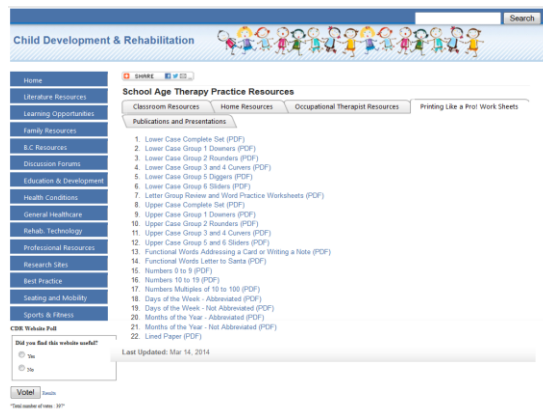 Search
Child Development & Rehabilitation
Home
Literature Resources
Learning Opportunities
Family Resources
B.C Resources
Discussion Forums
Education & Development
Health Conditions
General Healthcare
Rehab. Technology
Professional Resources
Research Sites
Best Practice
Seating and Mobility
Sports & Fitness
CDR Website Poll
Did you find this website useful?
Yes
No
Vote! Results
*Total number of votes : 397*
SHARE
School Age Therapy Practice Resources
Classroom Resources Home Resources Occupational Therapist Resources Printing Like a Pro! Work Sheets
Publications and Presentations
1. Lower Case Complete Set (PDF)
2. Lower Case Group 1 Downers (PDF)
3. Lower Case Group 2 Rounders (PDF)
4. Lower Case Group 3 and 4 Curvers (PDF)
5. Lower Case Group 5 Diggers (PDF)
6. Lower Case Group 6 Sliders (PDF)
7. Letter Group Review and Word Practice Worksheets (PDF)
8. Upper Case Complete Set (PDF)
9. Upper Case Group 1 Downers (PDF)
10. Upper Case Group 2 Rounders (PDF)
11. Upper Case Group 3 and 4 Curvers (PDF)
12. Upper Case Group 5 and 6 Sliders (PDF)
13. Functional Words Addressing a Card or Writing a Note (PDF)
14. Functional Words Letter to Santa (PDF)
15. Numbers 0 to 9 (PDF)
16. Numbers 10 to 19 (PDF)
17. Numbers Multiples of 10 to 100 (PDF)
18. Days of the Week - Abbreviated (PDF)
19. Days of the Week - Not Abbreviated (PDF)
20. Months of the Year - Abbreviated (PDF)
21. Months of the Year - Not Abbreviated (PDF)
22. Lined Paper (PDF)
Last Updated: Mar 14, 2014